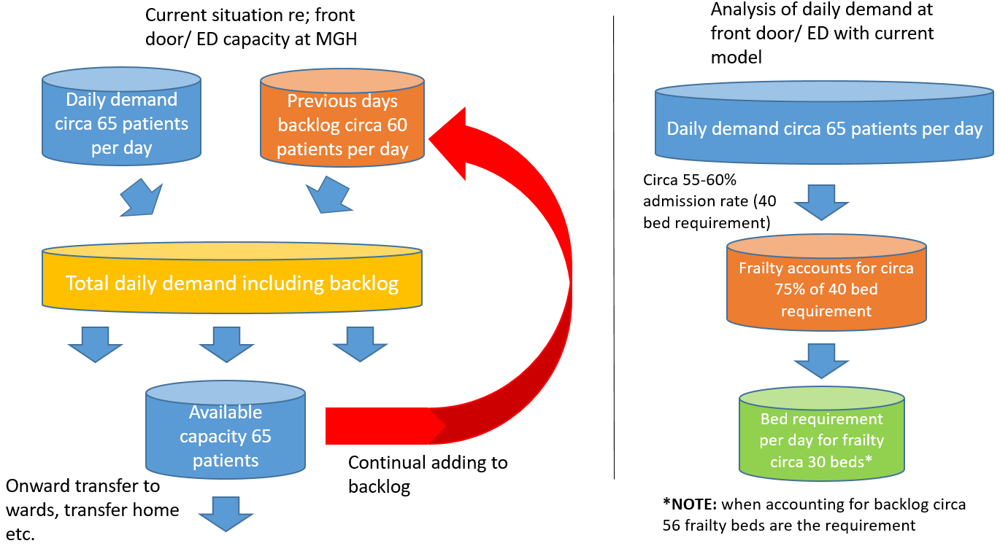 Current situation re; front
door/ ED capacity at MGH
Daily demand
circa 65 patients
per day
Previous days
backlog circa 60
patients per day
Total daily demand including backlog
Available
capacity 65
patients
Continual adding to
backlog
Onward transfer to
wards, transfer home
etc.
Analysis of daily demand at
front door/ ED with current
model
Daily demand circa 65 patients per day
Circa 55-60%
admission rate (40
bed requirement)
Frailty accounts for circa
75% of 40 bed
requirement
Bed requirement
per day for frailty
circa 30 beds*
*NOTE: when accounting for backlog circa
56 frailty beds are the requirement